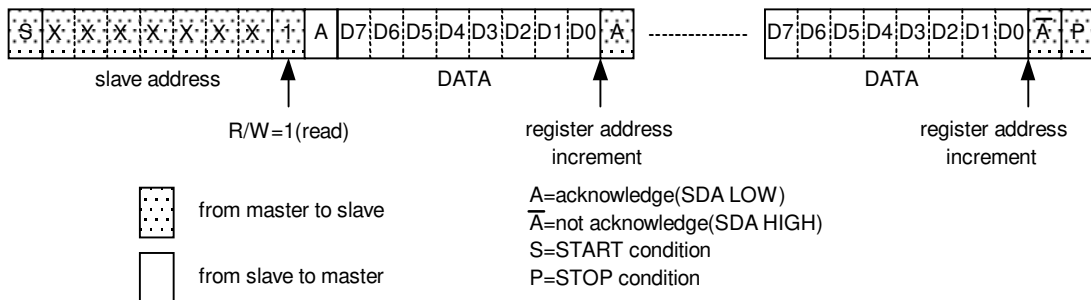 S X X X X X X X 1 A D7 D6 D5 D4 D3 D2 D1 D0 A D7 D6 D5 D4 D3 D2 D1 D0 A̅ P
slave address DATA DATA
R/W=1(read)
register address
increment
register address
increment
from master to slave
from slave to master
A=acknowledge(SDA LOW)
A̅=not acknowledge(SDA HIGH)
S=START condition
P=STOP condition